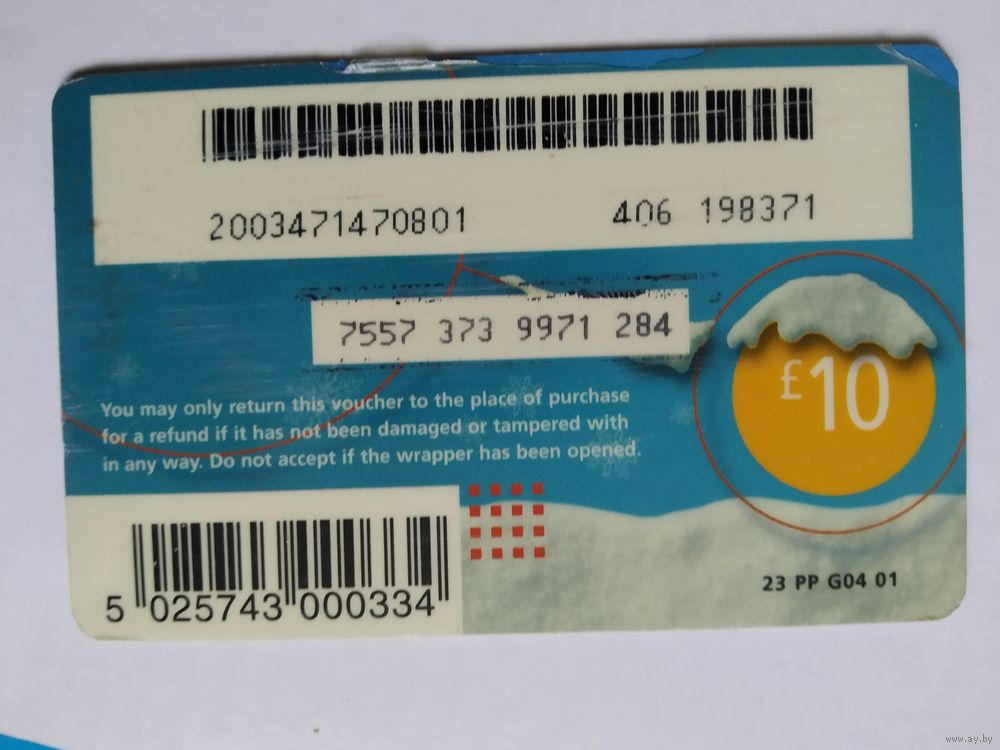 2003471470801 406 198371
7557 373 9971 284
£10
You may only return this voucher to the place of purchase
for a refund if it has not been damaged or tampered with
in any way. Do not accept if the wrapper has been opened.
5 025743 000334
23 PP G04 01
www.ay.by